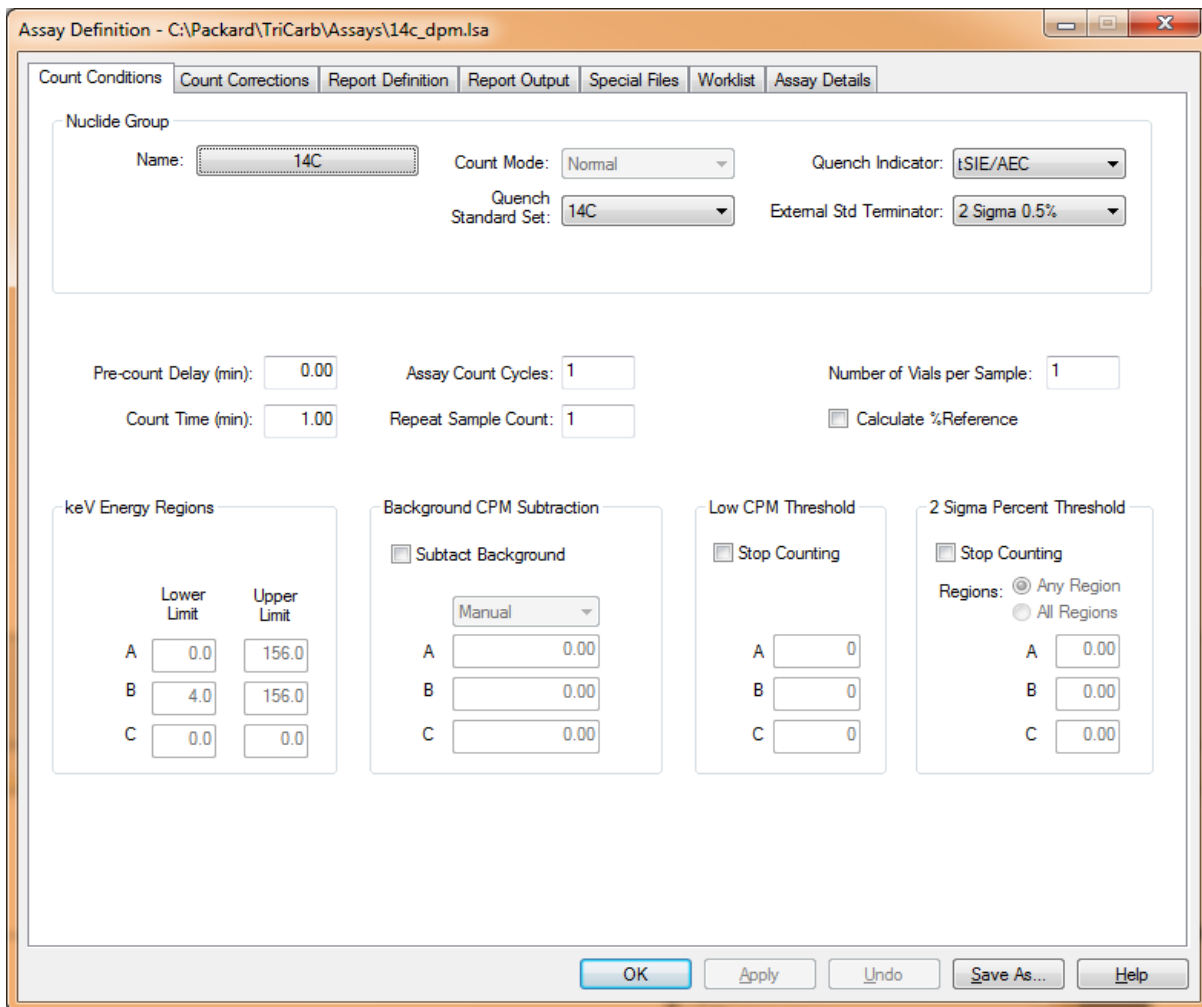 Assay Definition - C:\Packard\TriCarb\Assays\14c_dpm.lsa
Count Conditions Count Corrections Report Definition Report Output Special Files Worklist Assay Details
Nuclide Group
Name: 14C Count Mode: Normal Quench Indicator: tSIE/AEC
Quench
Standard Set: 14C External Std Terminator: 2 Sigma 0.5%
Pre-count Delay (min): 0.00 Assay Count Cycles: 1 Number of Vials per Sample: 1
Count Time (min): 1.00 Repeat Sample Count: 1 Calculate %Reference
keV Energy Regions Background CPM Subtraction Low CPM Threshold 2 Sigma Percent Threshold
Subtact Background Stop Counting Stop Counting
Regions: Any Region
All Regions
Lower Upper
Limit Limit
Manual
A 0.0 156.0 A 0.00 A 0 A 0.00
B 4.0 156.0 B 0.00 B 0 B 0.00
C 0.0 0.0 C 0.00 C 0 C 0.00
OK Apply Undo Save As... Help